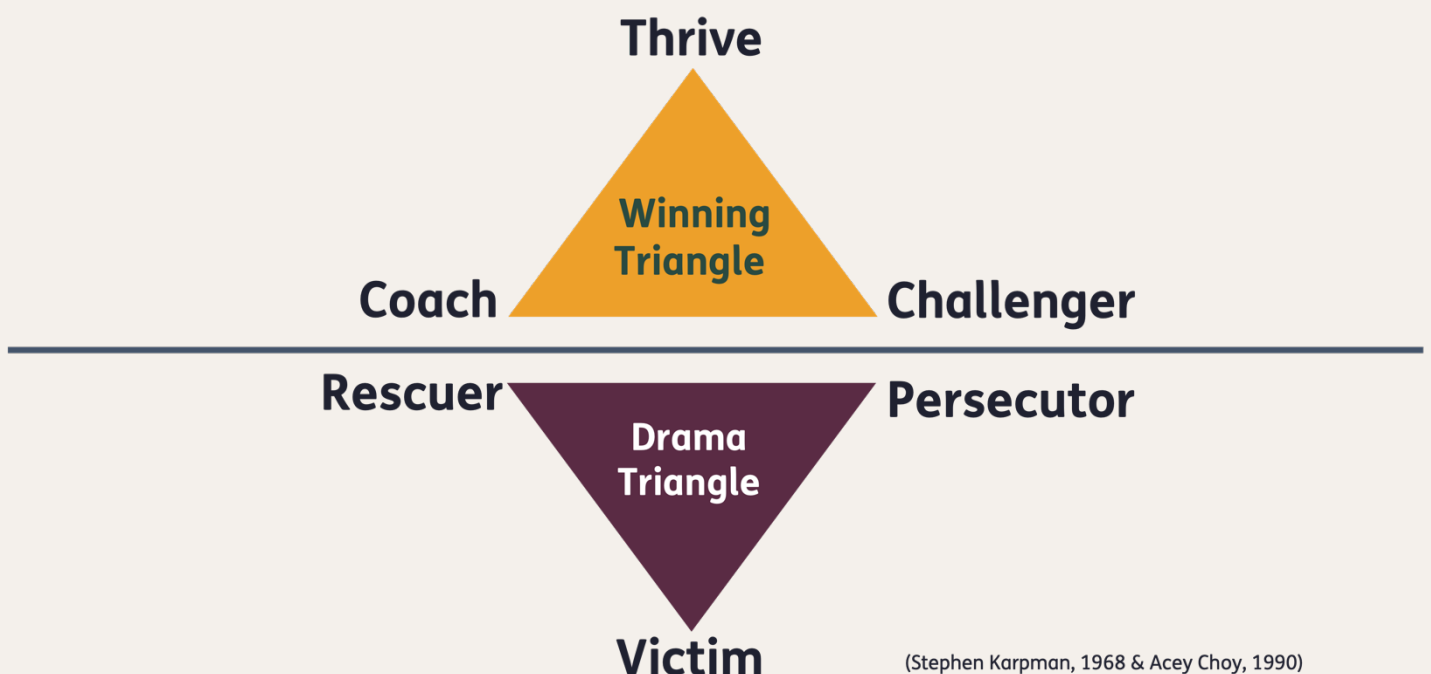 Thrive
Winning
Triangle
Coach
Challenger
Rescuer
Persecutor
Drama
Triangle
Victim
(Stephen Karpman, 1968 & Acey Choy, 1990)